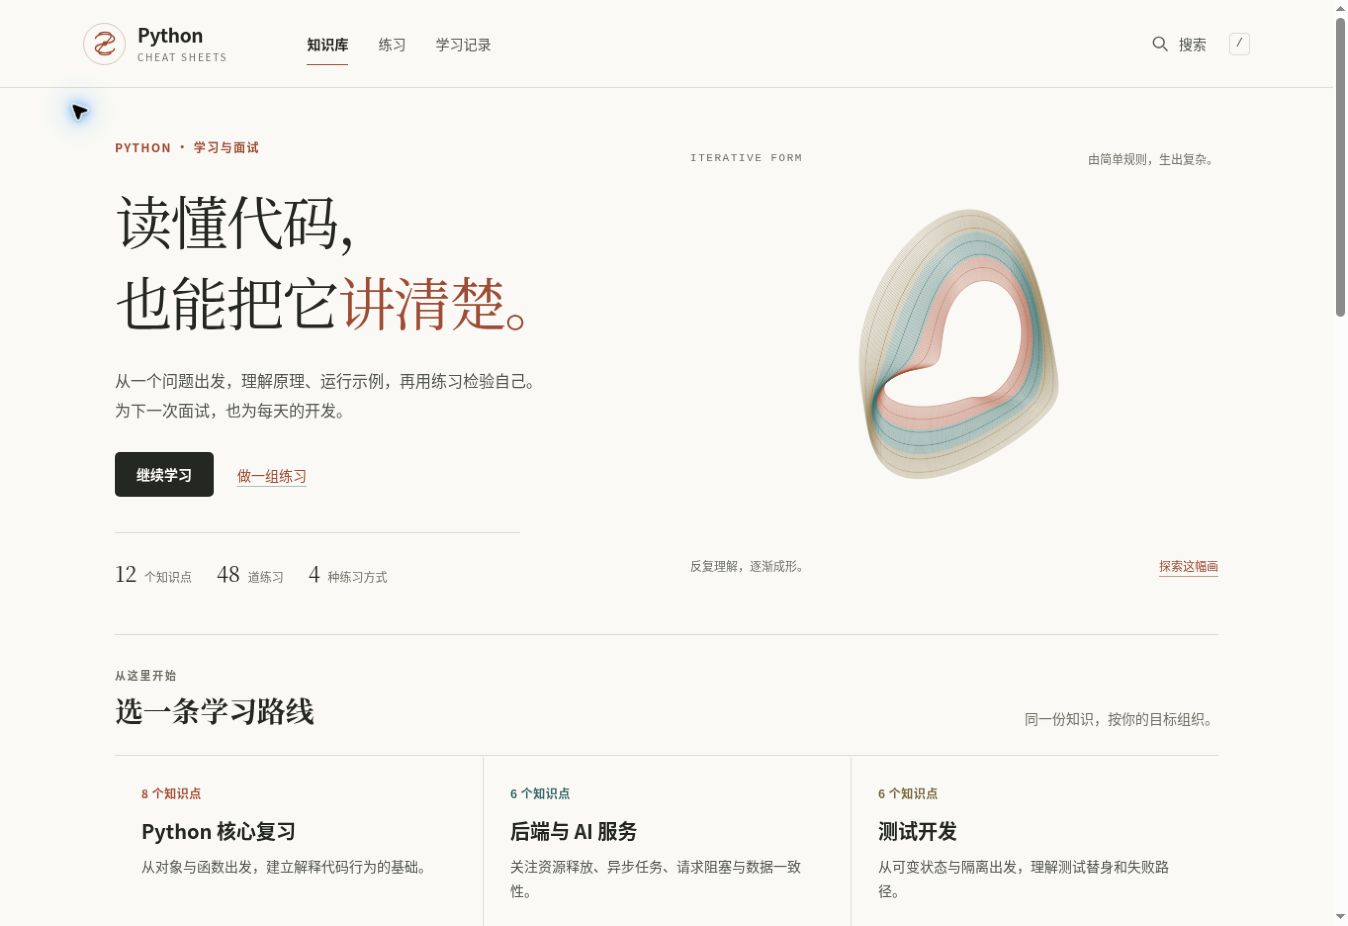 Python
CHEAT SHEETS
知识库
练习
学习记录
搜索
/
PYTHON · 学习与面试
读懂代码,
也能把它讲清楚。
从一个问题出发，理解原理、运行示例，再用练习检验自己。
为下一次面试，也为每天的开发。
继续学习
做一组练习
12 个知识点
48 道练习
4 种练习方式
ITERATIVE FORM
由简单规则，生出复杂。
反复理解，逐渐成形。
探索这幅画
从这里开始
选一条学习路线
同一份知识，按你的目标组织。
8 个知识点
Python 核心复习
从对象与函数出发，建立解释代码行为的基础。
6 个知识点
后端与 AI 服务
关注资源释放、异步任务、请求阻塞与数据一致
性。
6 个知识点
测试开发
从可变状态与隔离出发，理解测试替身和失败路
径。